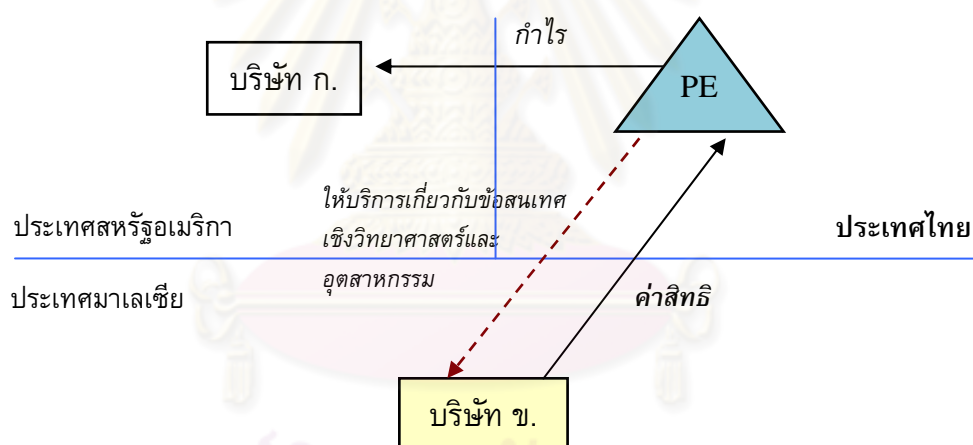 กำไร
บริษัท ก.
PE
ให้บริการเกี่ยวกับข้อสนเทศ
เชิงวิทยาศาสตร์และ
อุตสาหกรรม
ประเทศสหรัฐอเมริกา
ประเทศไทย
ประเทศมาเลเซีย
ค่าสิทธิ
บริษัท ข.